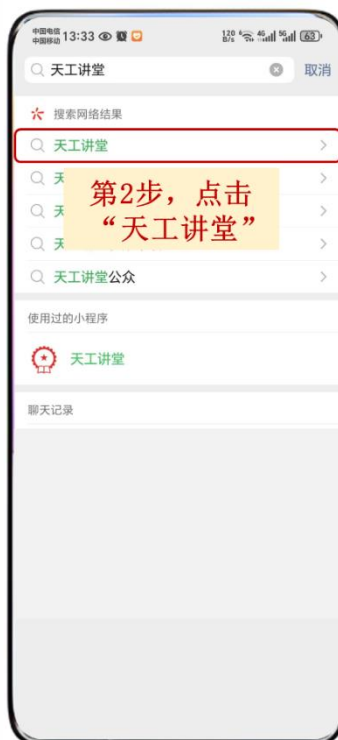 中国电信
中国移动
13:33
120 B/s 4G 5G 63
天工讲堂 取消
搜索网络结果
天工讲堂
天
天
天
第2步，点击
“天工讲堂”
天工讲堂公众
使用过的小程序
天工讲堂
聊天记录